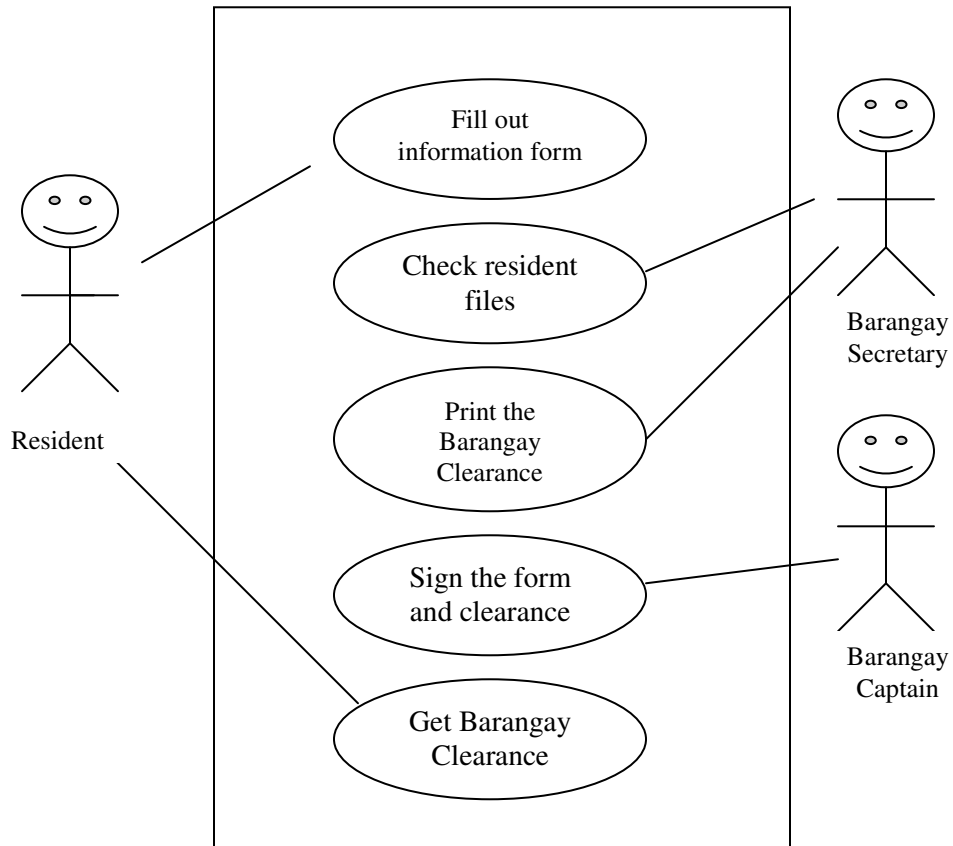 Fill out
information form
Check resident
files
Print the
Barangay
Clearance
Sign the form
and clearance
Get Barangay
Clearance
Resident
Barangay
Secretary
Barangay
Captain